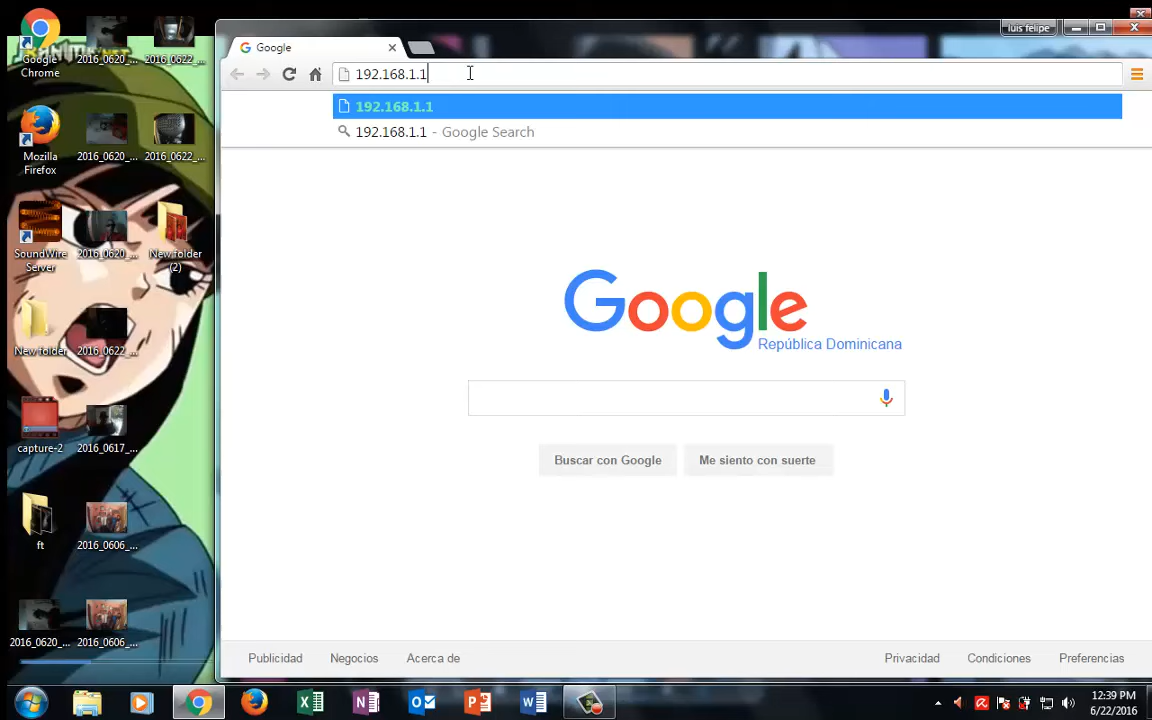 luis felipe
Google
192.168.1.1
192.168.1.1
192.168.1.1 - Google Search
Google
República Dominicana
Buscar con Google
Me siento con suerte
Publicidad
Negocios
Acerca de
Privacidad
Condiciones
Preferencias
Google Chrome
2016_0620_...
2016_0622_...
Mozilla Firefox
2016_0620_...
2016_0622_...
SoundWire Server
2016_0620_...
New folder (2)
New folder
2016_0622_...
capture-2
2016_0617_...
ft
2016_0606_...
2016_0620_...
2016_0606_...
12:39 PM
6/22/2016